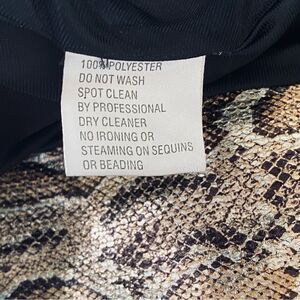 100% POLYESTER
DO NOT WASH
SPOT CLEAN
BY PROFESSIONAL
DRY CLEANER
NO IRONING OR
STEAMING ON SEQUINS
OR BEADING